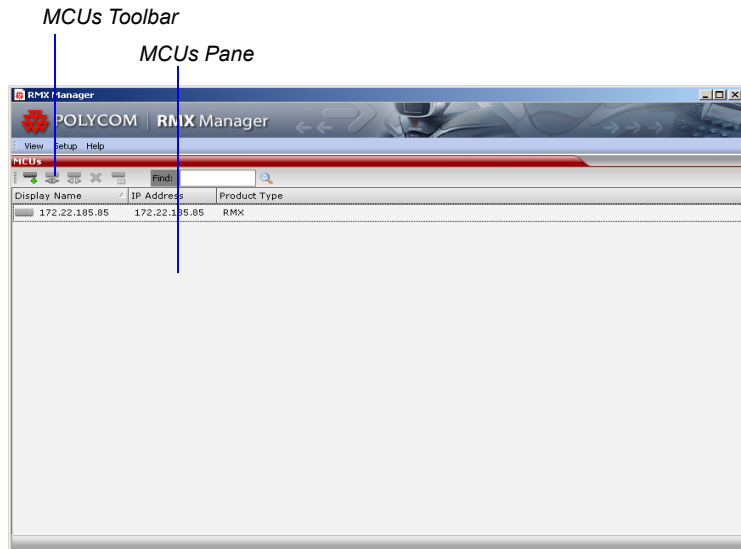 MCUs Toolbar
MCUs Pane
RMX Manager
POLYCOM | RMX Manager
View Setup Help
MCUs
Find:
Display Name IP Address Product Type
172.22.185.85 172.22.185.85 RMX